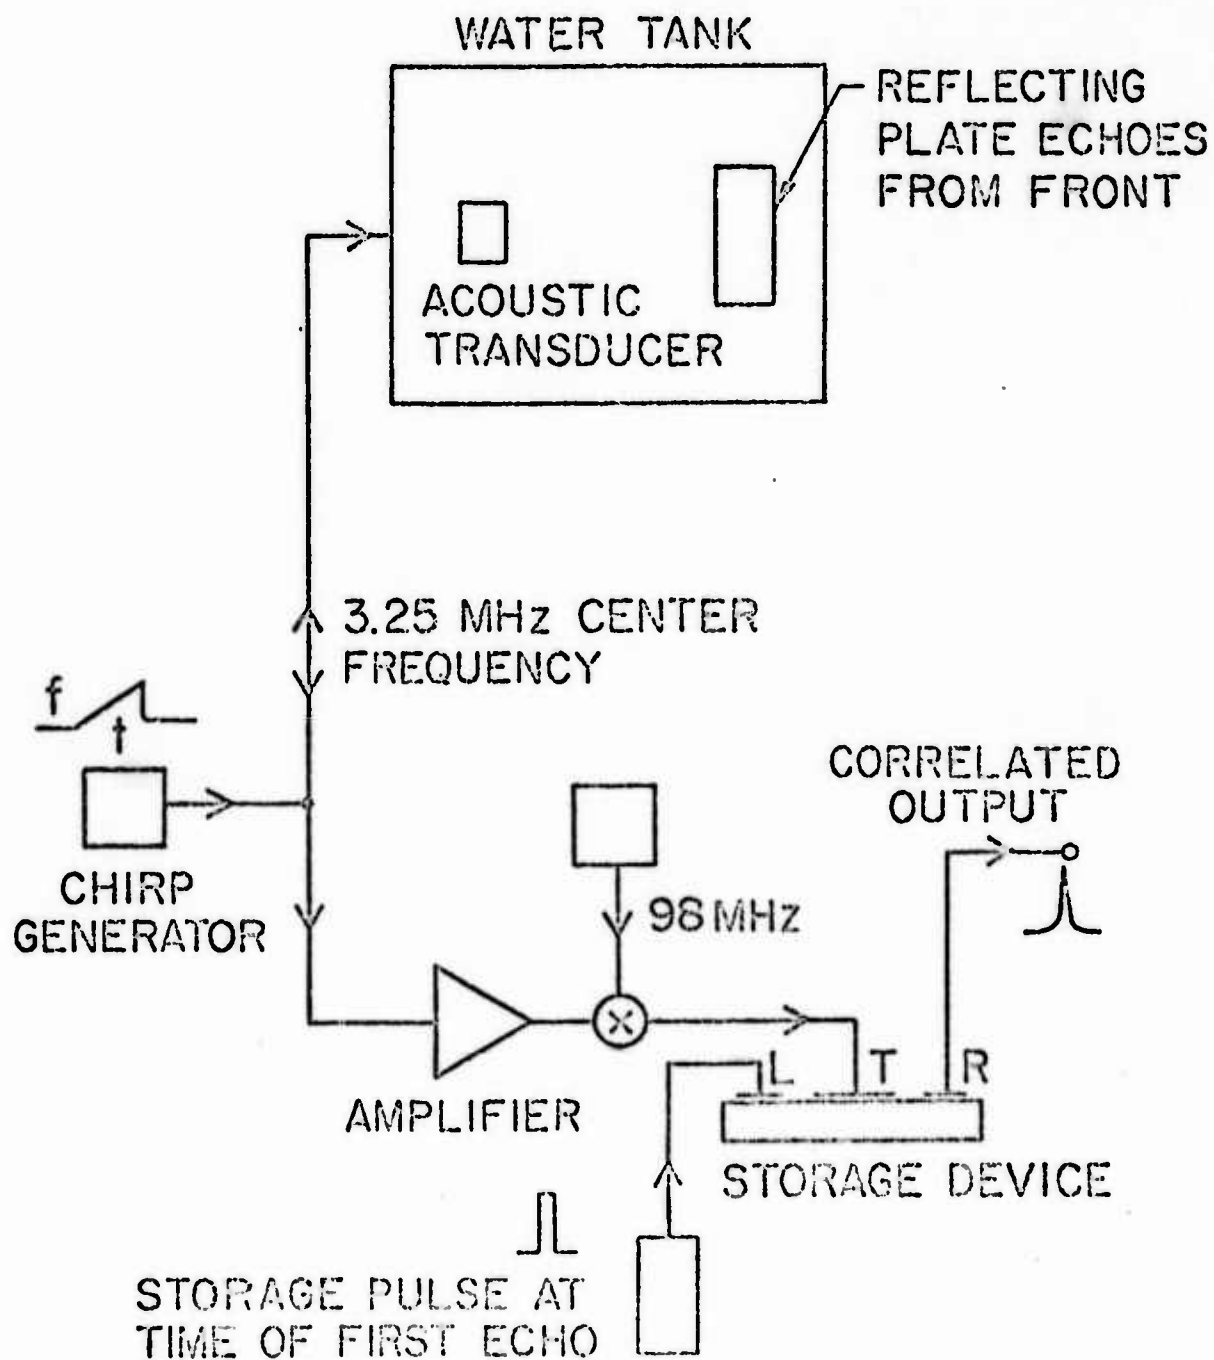 WATER TANK
REFLECTING
PLATE ECHOES
FROM FRONT
ACOUSTIC
TRANSDUCER
3.25 MHz CENTER
FREQUENCY
f
t
CHIRP
GENERATOR
CORRELATED
OUTPUT
98 MHz
X
L T R
AMPLIFIER
STORAGE DEVICE
STORAGE PULSE AT
TIME OF FIRST ECHO